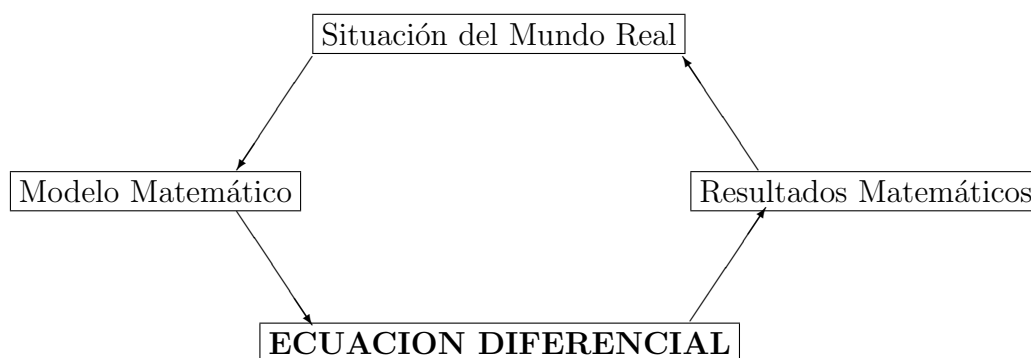 Situación del Mundo Real
Modelo Matemático
Resultados Matemáticos
ECUACION DIFERENCIAL